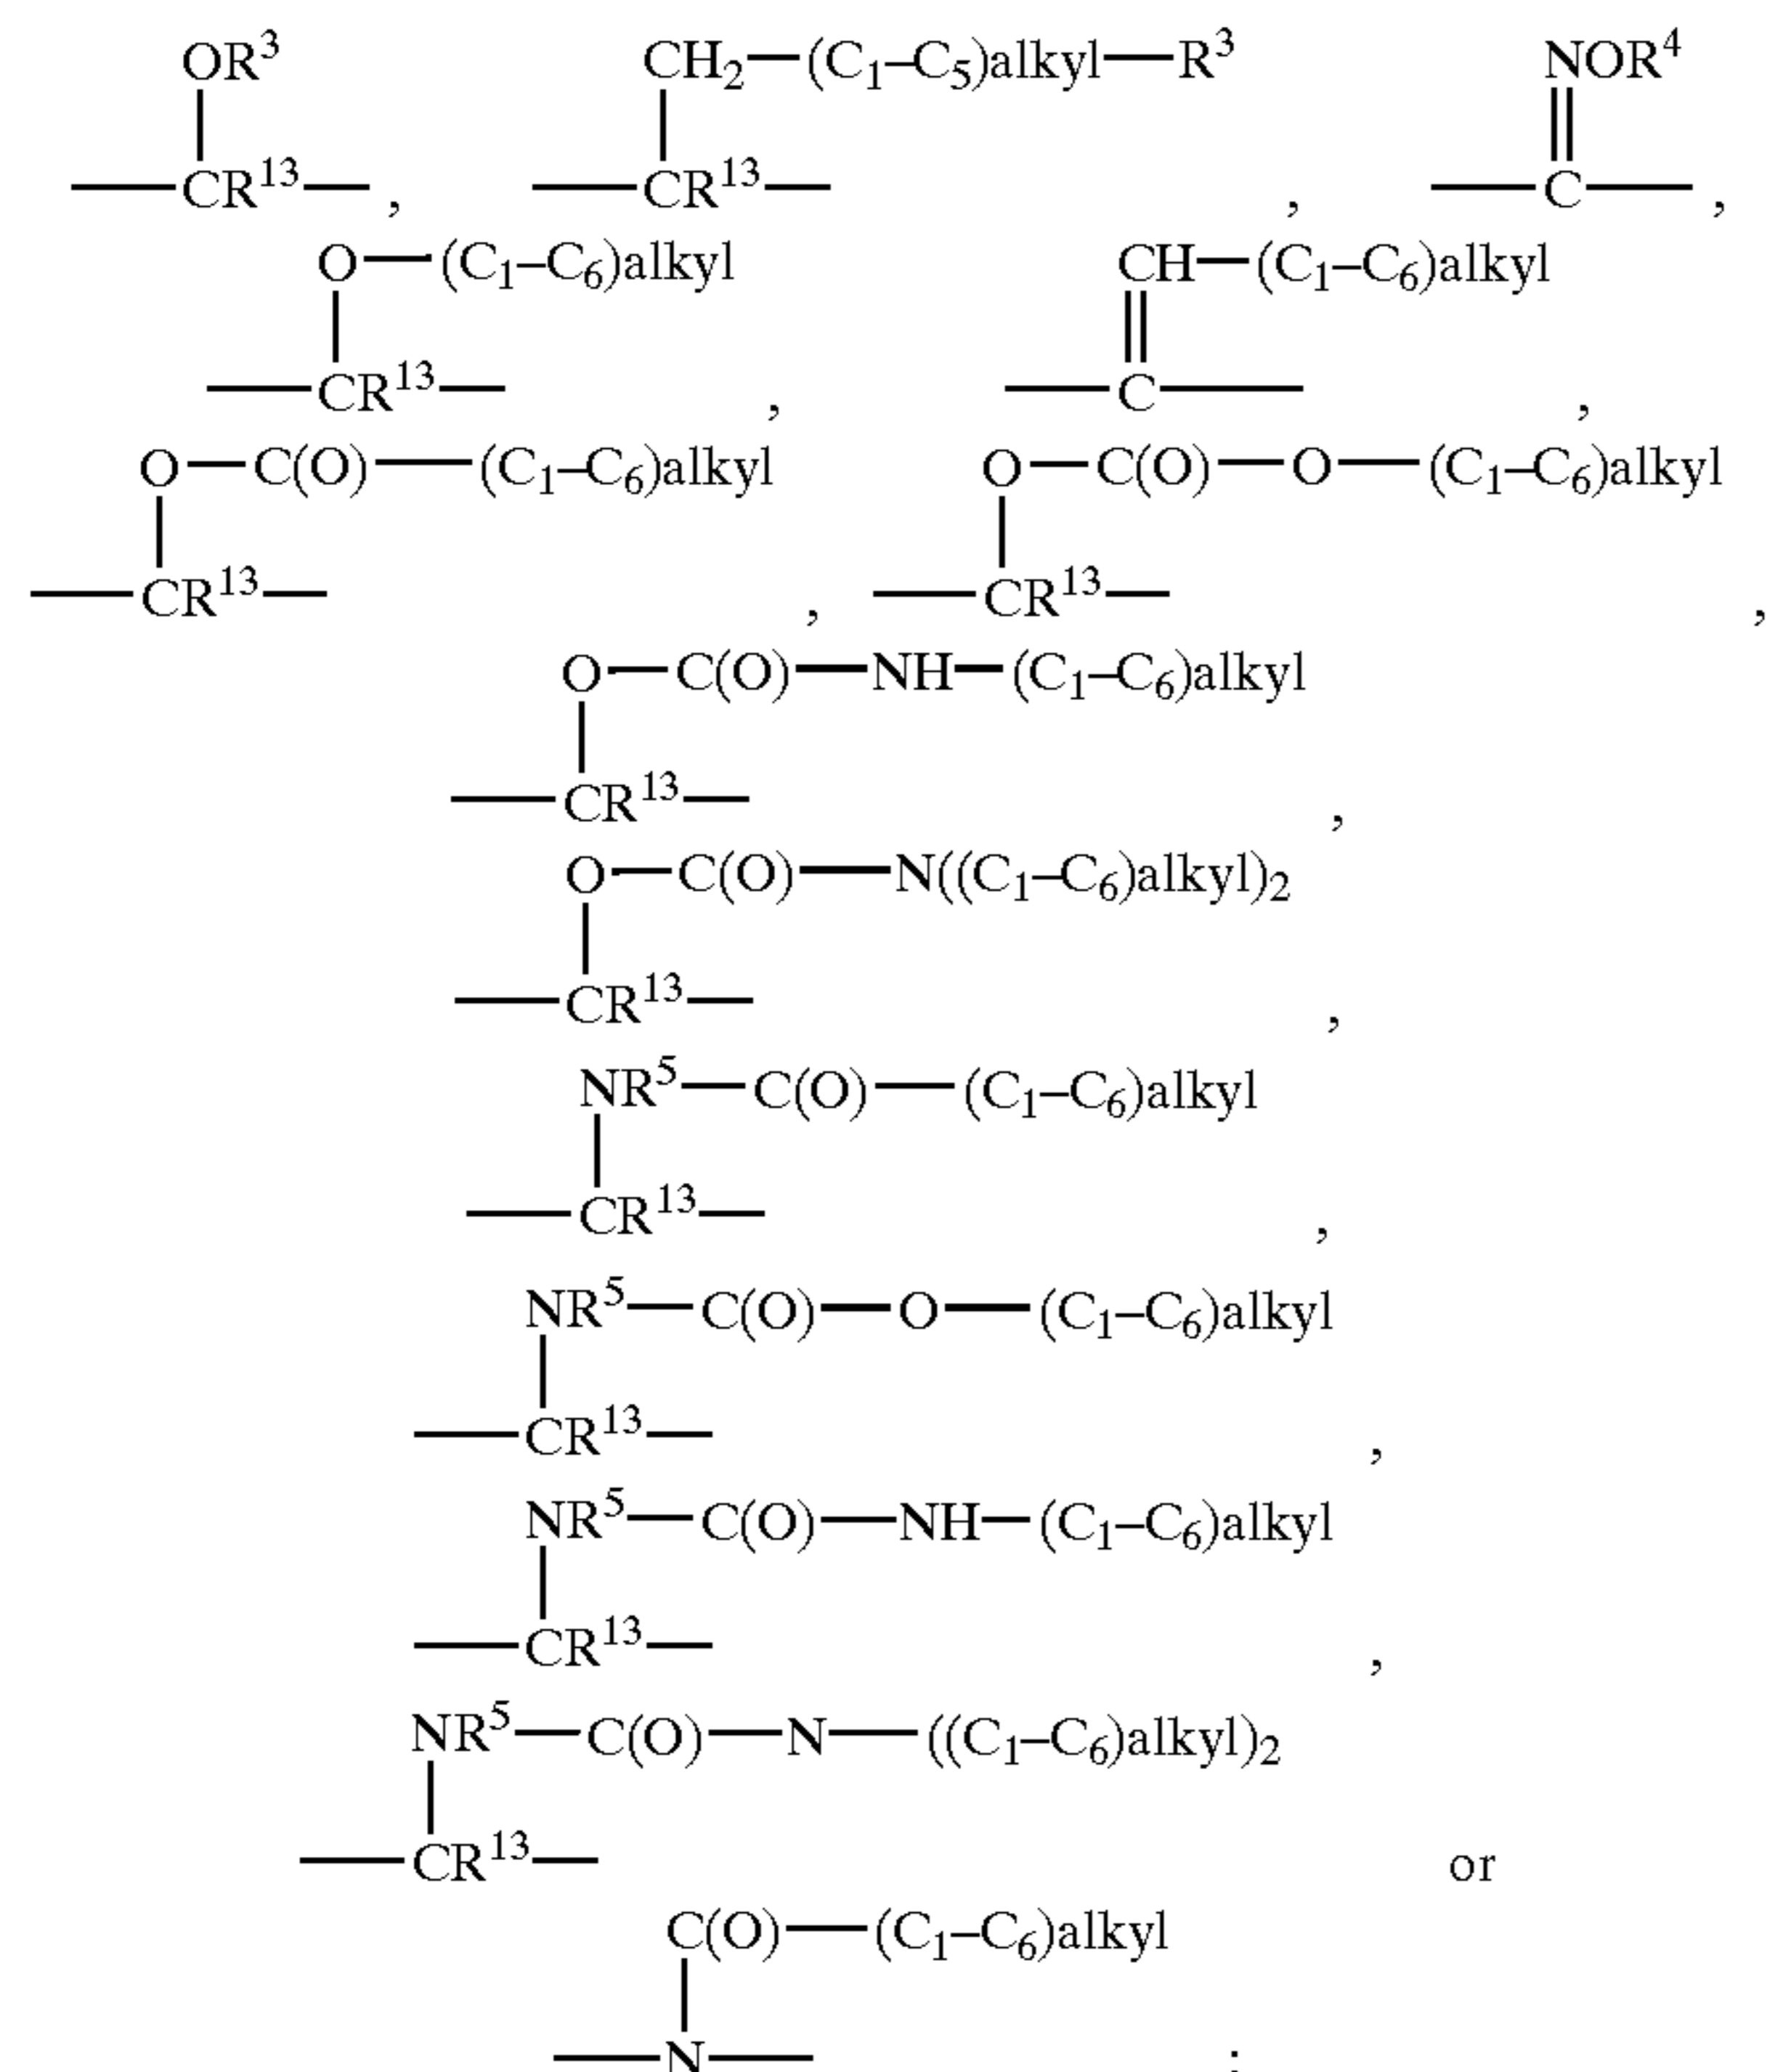 OR³ CH₂—(C₁–C₅)alkyl—R³ NOR⁴
—CR¹³—, —CR¹³—, —C—,
O—(C₁–C₆)alkyl CH—(C₁–C₆)alkyl
—CR¹³—, —C—,
O—C(O)—(C₁–C₆)alkyl O—C(O)—O—(C₁–C₆)alkyl
—CR¹³—, —CR¹³—,
O—C(O)—NH—(C₁–C₆)alkyl
—CR¹³—,
O—C(O)—N((C₁–C₆)alkyl)₂
—CR¹³—,
NR⁵—C(O)—(C₁–C₆)alkyl
—CR¹³—,
NR⁵—C(O)—O—(C₁–C₆)alkyl
—CR¹³—,
NR⁵—C(O)—NH—(C₁–C₆)alkyl
—CR¹³—,
NR⁵—C(O)—N—((C₁–C₆)alkyl)₂
—CR¹³— or
C(O)—(C₁–C₆)alkyl
—N— ;